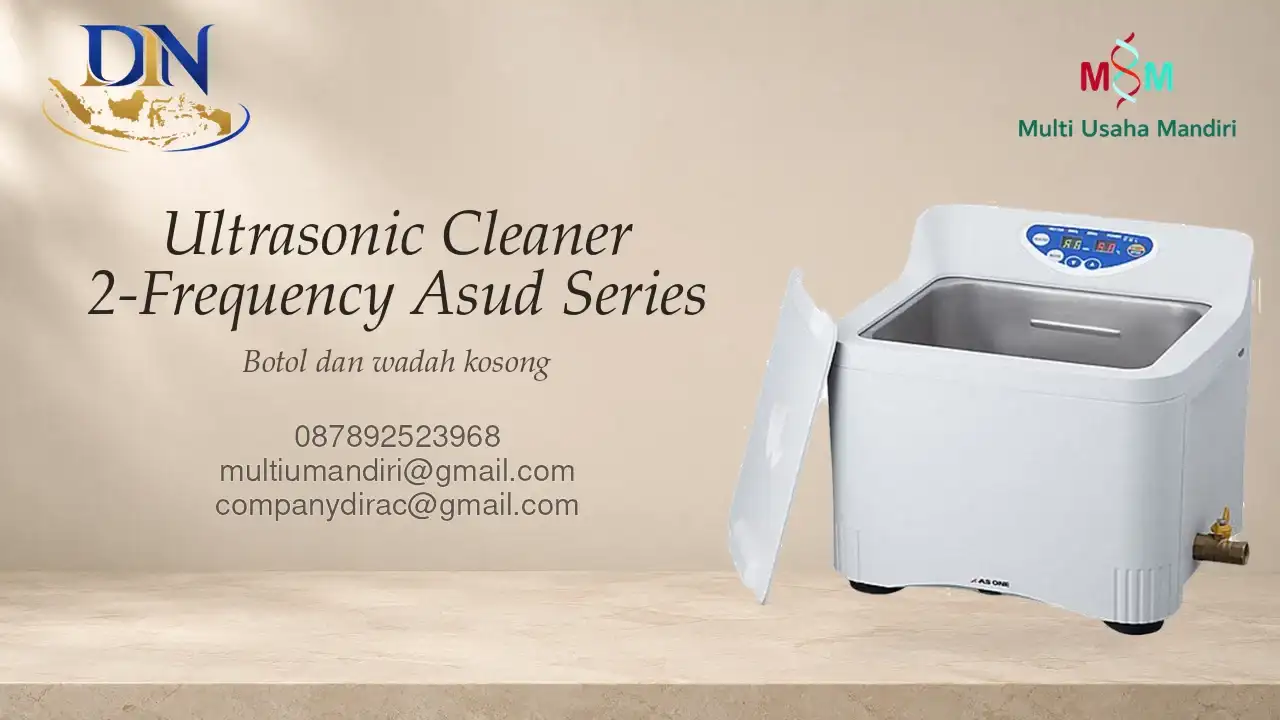 DN
M M
Multi Usaha Mandiri
Ultrasonic Cleaner
2-Frequency Asud Series
Botol dan wadah kosong
087892523968
multiumandiri@gmail.com
companydirac@gmail.com
AS ONE